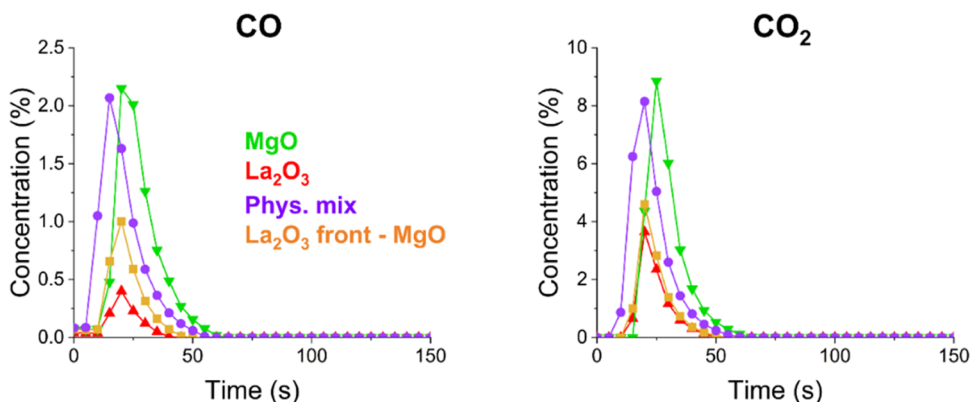 CO
CO₂
2.5
2.0
1.5
1.0
0.5
0.0
Concentration (%)
MgO
La₂O₃
Phys. mix
La₂O₃ front - MgO
0
50
100
150
Time (s)
10
8
6
4
2
0
Concentration (%)
0
50
100
150
Time (s)